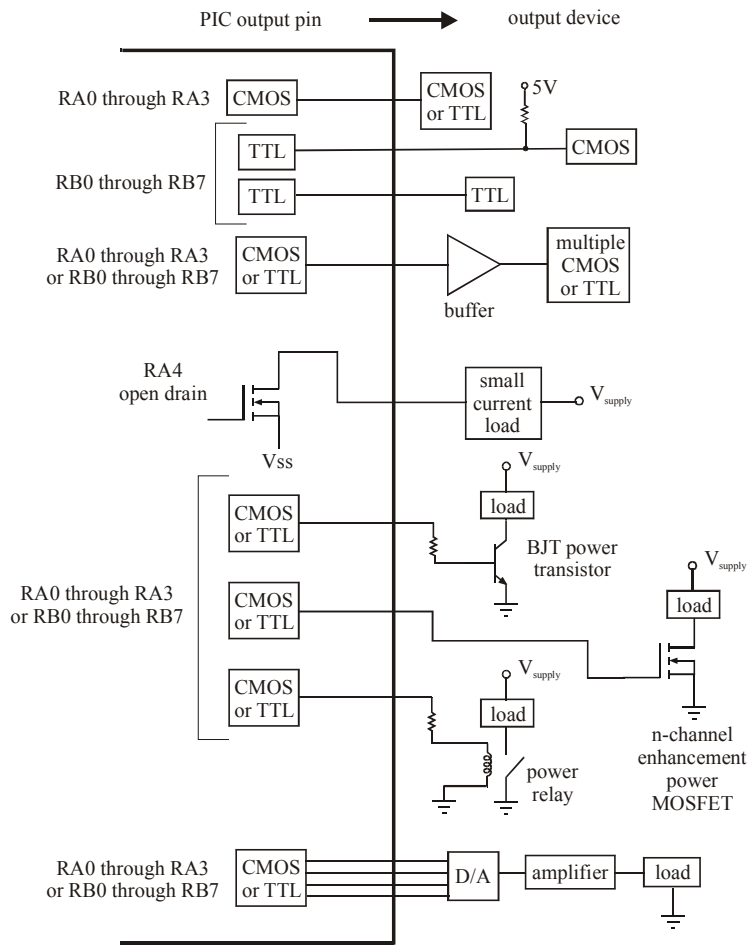 PIC output pin
output device
RA0 through RA3
CMOS
CMOS
or TTL
5V
RB0 through RB7
TTL
CMOS
TTL
TTL
RA0 through RA3
or RB0 through RB7
CMOS
or TTL
buffer
multiple
CMOS
or TTL
RA4
open drain
Vss
small
current
load
Vsupply
RA0 through RA3
or RB0 through RB7
CMOS
or TTL
Vsupply
load
BJT power
transistor
CMOS
or TTL
Vsupply
load
n-channel
enhancement
power
MOSFET
CMOS
or TTL
Vsupply
load
power
relay
RA0 through RA3
or RB0 through RB7
CMOS
or TTL
D/A
amplifier
load